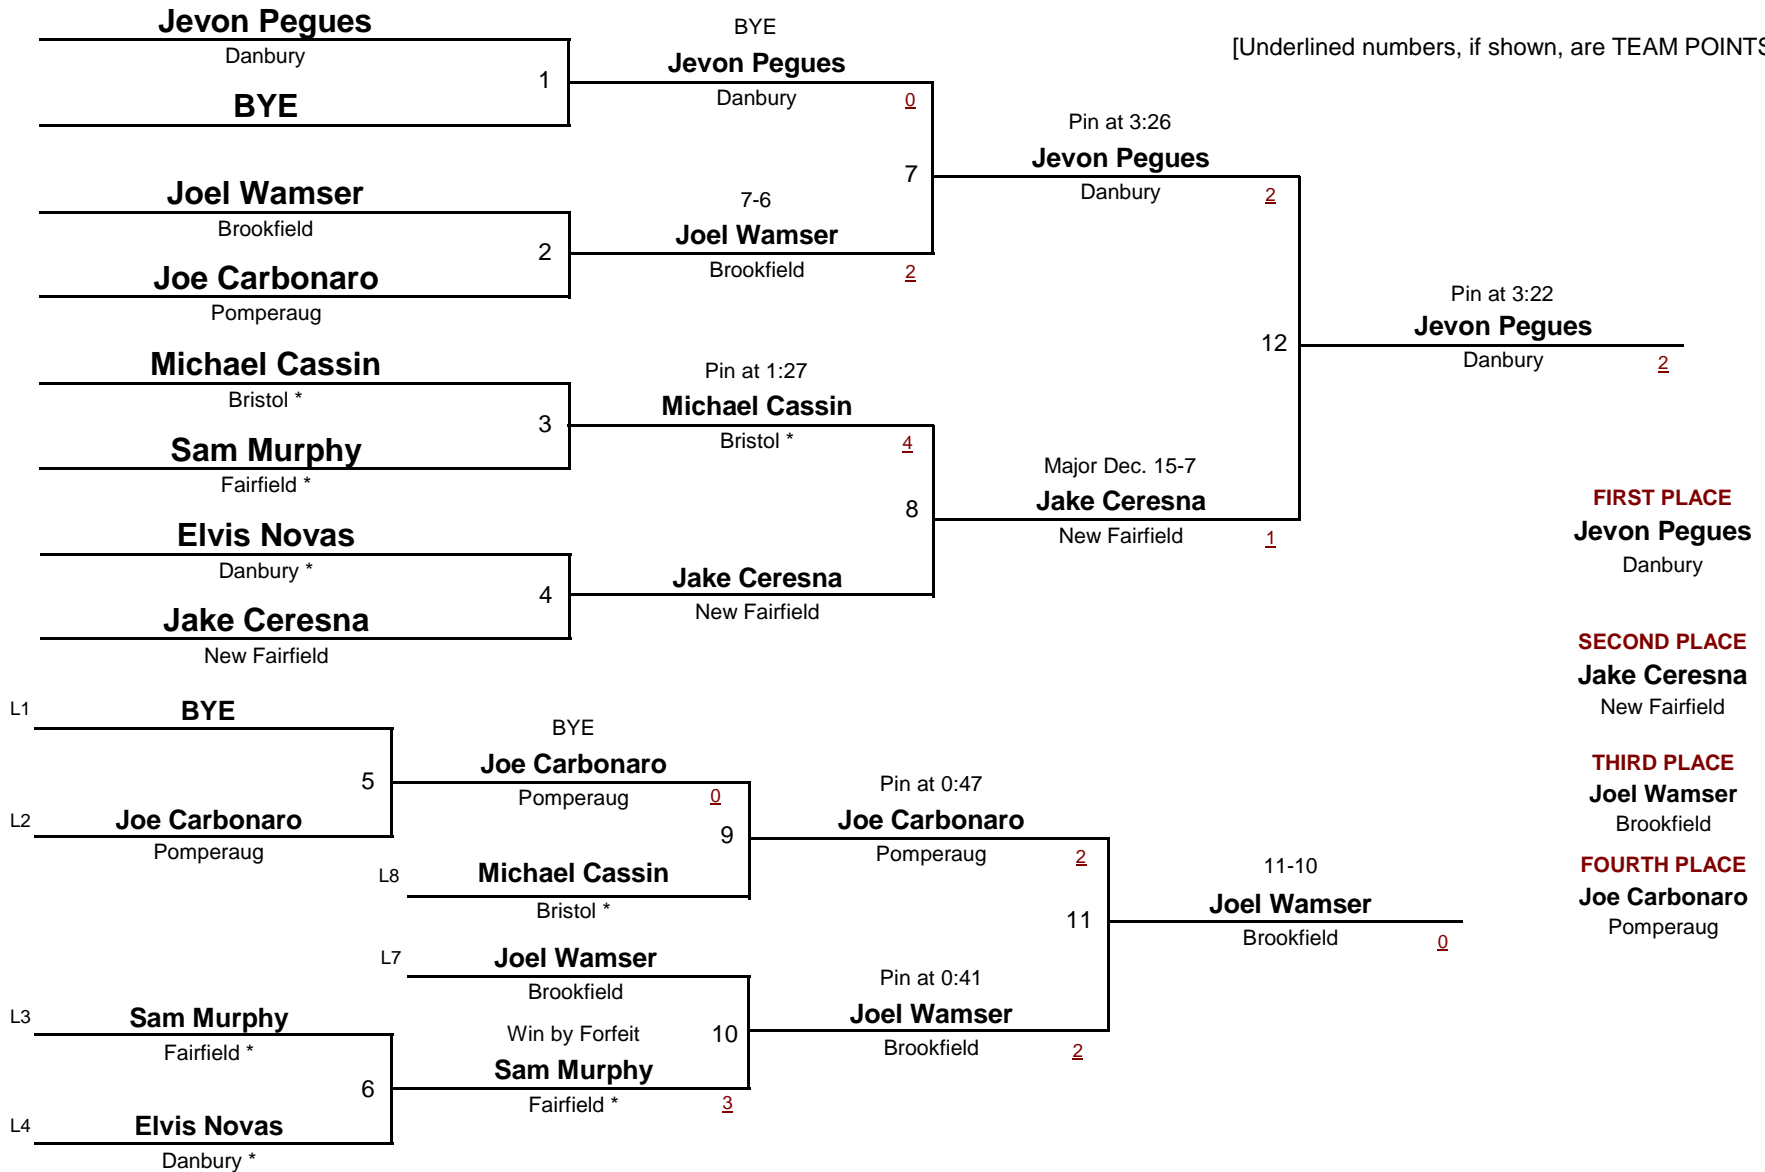 Jevon Pegues
Danbury
1
BYE
BYE
Jevon Pegues
Danbury
0
[Underlined numbers, if shown, are TEAM POINTS
Joel Wamser
Brookfield
2
Joe Carbonaro
Pomperaug
7-6
Joel Wamser
Brookfield
2
7
Pin at 3:26
Jevon Pegues
Danbury
2
Michael Cassin
Bristol *
3
Sam Murphy
Fairfield *
Pin at 1:27
Michael Cassin
Bristol *
4
Elvis Novas
Danbury *
4
Jake Ceresna
New Fairfield
Jake Ceresna
New Fairfield
8
Major Dec. 15-7
Jake Ceresna
New Fairfield
1
12
Pin at 3:22
Jevon Pegues
Danbury
2
FIRST PLACE
Jevon Pegues
Danbury
SECOND PLACE
Jake Ceresna
New Fairfield
THIRD PLACE
Joel Wamser
Brookfield
FOURTH PLACE
Joe Carbonaro
Pomperaug
L1
BYE
5
L2
Joe Carbonaro
Pomperaug
BYE
Joe Carbonaro
Pomperaug
0
9
L8
Michael Cassin
Bristol *
Pin at 0:47
Joe Carbonaro
Pomperaug
2
L7
Joel Wamser
Brookfield
Win by Forfeit
10
Sam Murphy
Fairfield *
3
L3
Sam Murphy
Fairfield *
6
L4
Elvis Novas
Danbury *
Pin at 0:41
Joel Wamser
Brookfield
2
11
11-10
Joel Wamser
Brookfield
0